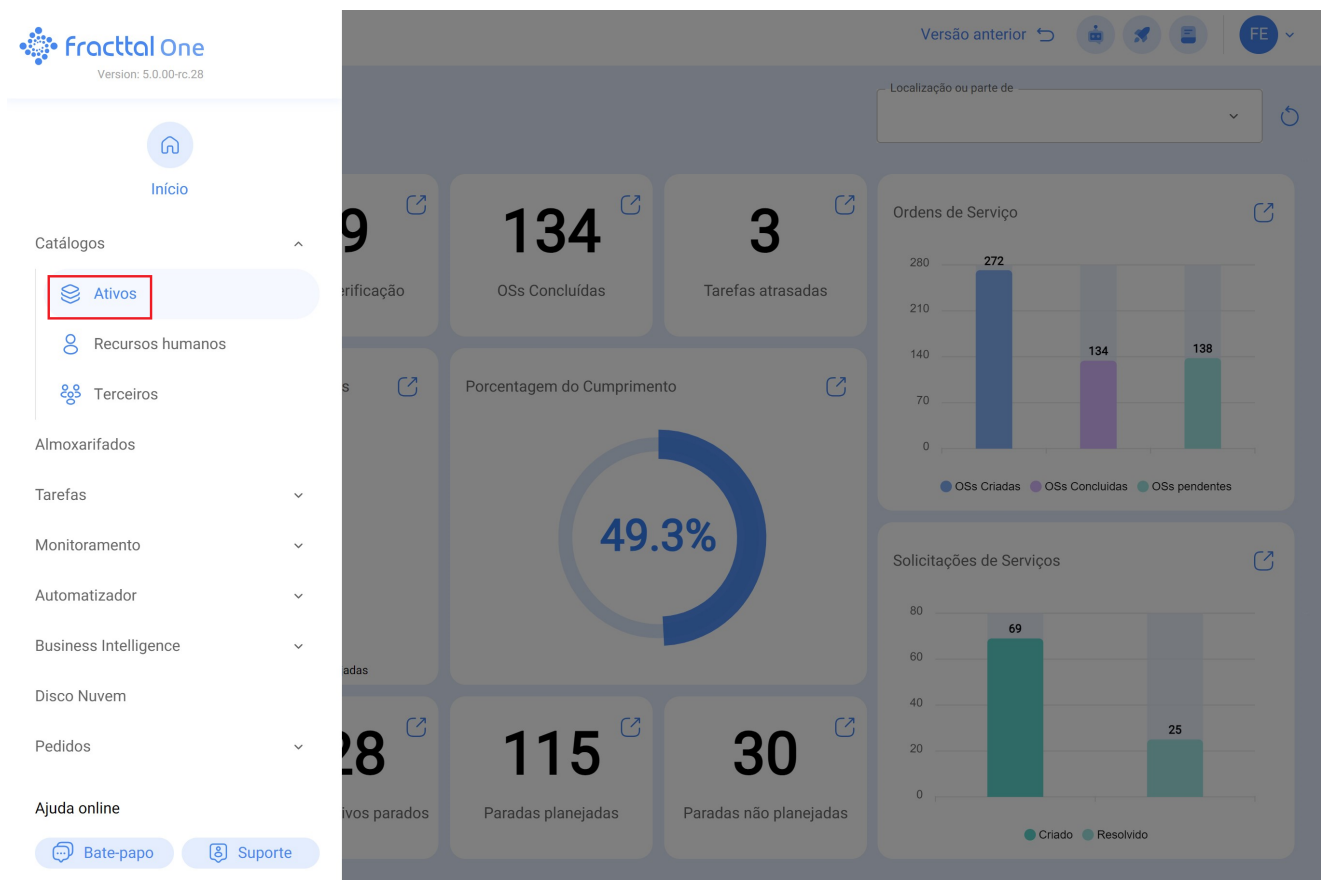 fracttal One
Version: 5.0.00-rc.28
Início
Catálogos
Ativos
Recursos humanos
Terceiros
Almoxarifados
Tarefas
Monitoramento
Automatizador
Business Intelligence
Disco Nuvem
Pedidos
Ajuda online
Bate-papo
Suporte
Versão anterior
FE
Localização ou parte de
9
erificação
134
OSs Concluídas
3
Tarefas atrasadas
s
adas
Porcentagem do Cumprimento
49.3%
28
ivos parados
115
Paradas planejadas
30
Paradas não planejadas
Ordens de Serviço
280
210
140
70
0
272
134
138
OSs Criadas
OSs Concluidas
OSs pendentes
Solicitações de Serviços
80
60
40
20
0
69
25
Criado
Resolvido